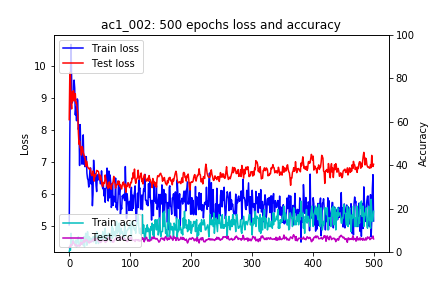 ac1_002: 500 epochs loss and accuracy
Train loss
Test loss
Train acc
Test acc
Loss
10
9
8
7
6
5
0
100
200
300
400
500
100
80
60
40
20
0
Accuracy